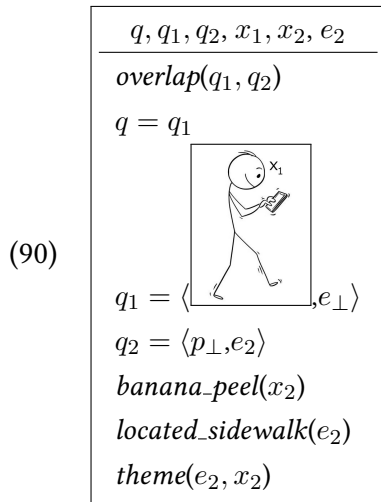 q, q₁, q₂, x₁, x₂, e₂
overlap(q₁, q₂)
q = q₁
x₁
(90)
q₁ = ⟨ ,e⊥⟩
q₂ = ⟨p⊥,e₂⟩
banana_peel(x₂)
located_sidewalk(e₂)
theme(e₂, x₂)